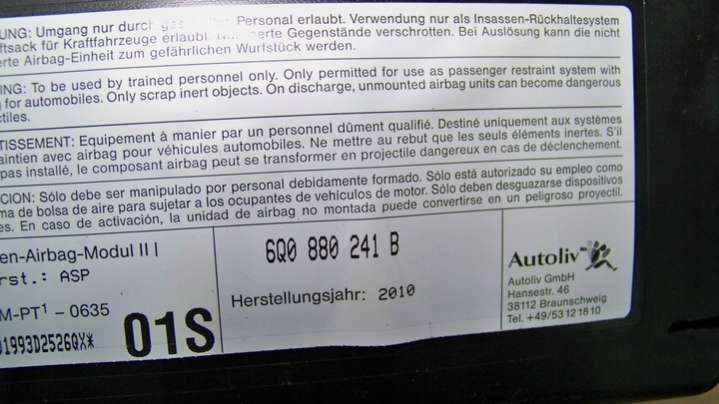 UNG: Umgang nur durch Personal erlaubt. Verwendung nur als Insassen-Rückhaltesystem
ftsack für Kraftfahrzeuge erlaubt. erte Gegenstände verschrotten. Bei Auslösung kann die nicht
erte Airbag-Einheit zum gefährlichen Wurfstück werden.
ING: To be used by trained personnel only. Only permitted for use as passenger restraint system with
g for automobiles. Only scrap inert objects. On discharge, unmounted airbag units can become dangerous
ctiles.
TISSEMENT: Equipement à manier par un personnel dûment qualifié. Destiné uniquement aux systèmes
aintien avec airbag pour véhicules automobiles. Ne mettre au rebut que les seuls éléments inertes. S'il
pas installé, le composant airbag peut se transformer en projectile dangereux en cas de déclenchement.
CION: Sólo debe ser manipulado por personal debidamente formado. Sólo está autorizado su empleo como
ma de bolsa de aire para sujetar a los ocupantes de vehículos de motor. Sólo deben desguazarse dispositivos
es. En caso de activación, la unidad de airbag no montada puede convertirse en un peligroso proyectil.
en-Airbag-Modul II I
rst.: ASP
M-PT1 - 0635
01993D2526QX*
01S
6Q0 880 241 B
Herstellungsjahr: 2010
Autoliv
Autoliv GmbH
Hansestr. 46
38112 Braunschweig
Tel. +49/53121810